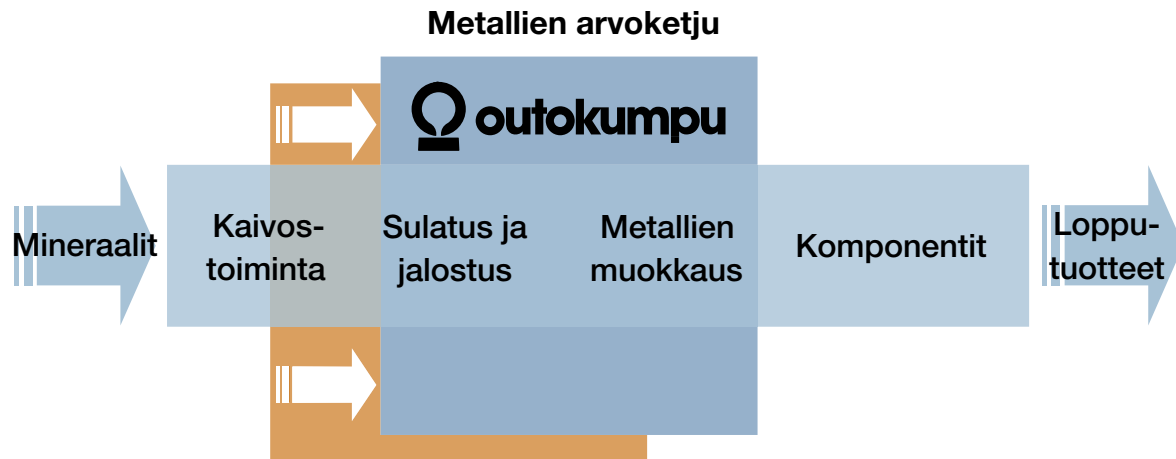 Metallien arvoketju
outokumpu
Mineraalit
Kaivos-
toiminta
Sulatus ja
jalostus
Metallien
muokkaus
Komponentit
Loppu-
tuotteet